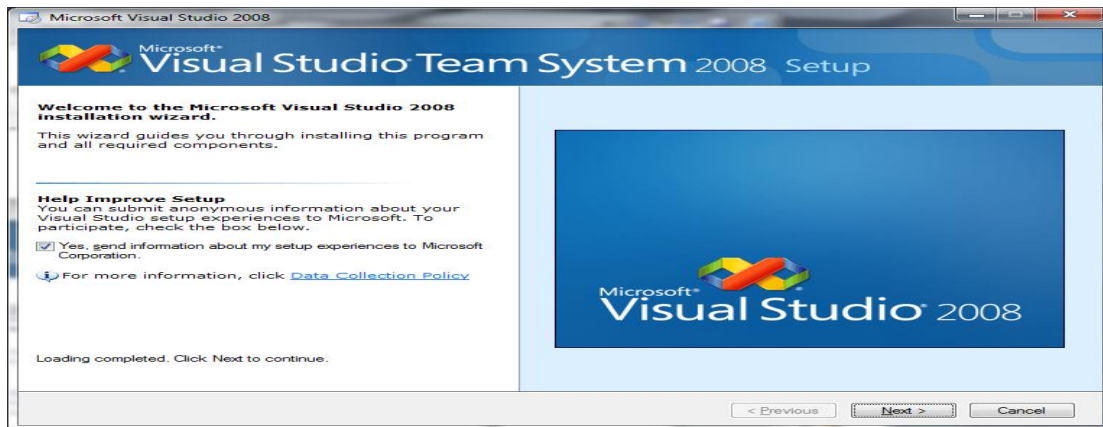 Microsoft Visual Studio 2008
Microsoft®
Visual Studio Team System 2008 Setup
Welcome to the Microsoft Visual Studio 2008
installation wizard.
This wizard guides you through installing this program
and all required components.
Help Improve Setup
You can submit anonymous information about your
Visual Studio setup experiences to Microsoft. To
participate, check the box below.
Yes, send information about my setup experiences to Microsoft
Corporation.
For more information, click Data Collection Policy
Loading completed. Click Next to continue.
Microsoft®
Visual Studio® 2008
< Previous
Next >
Cancel